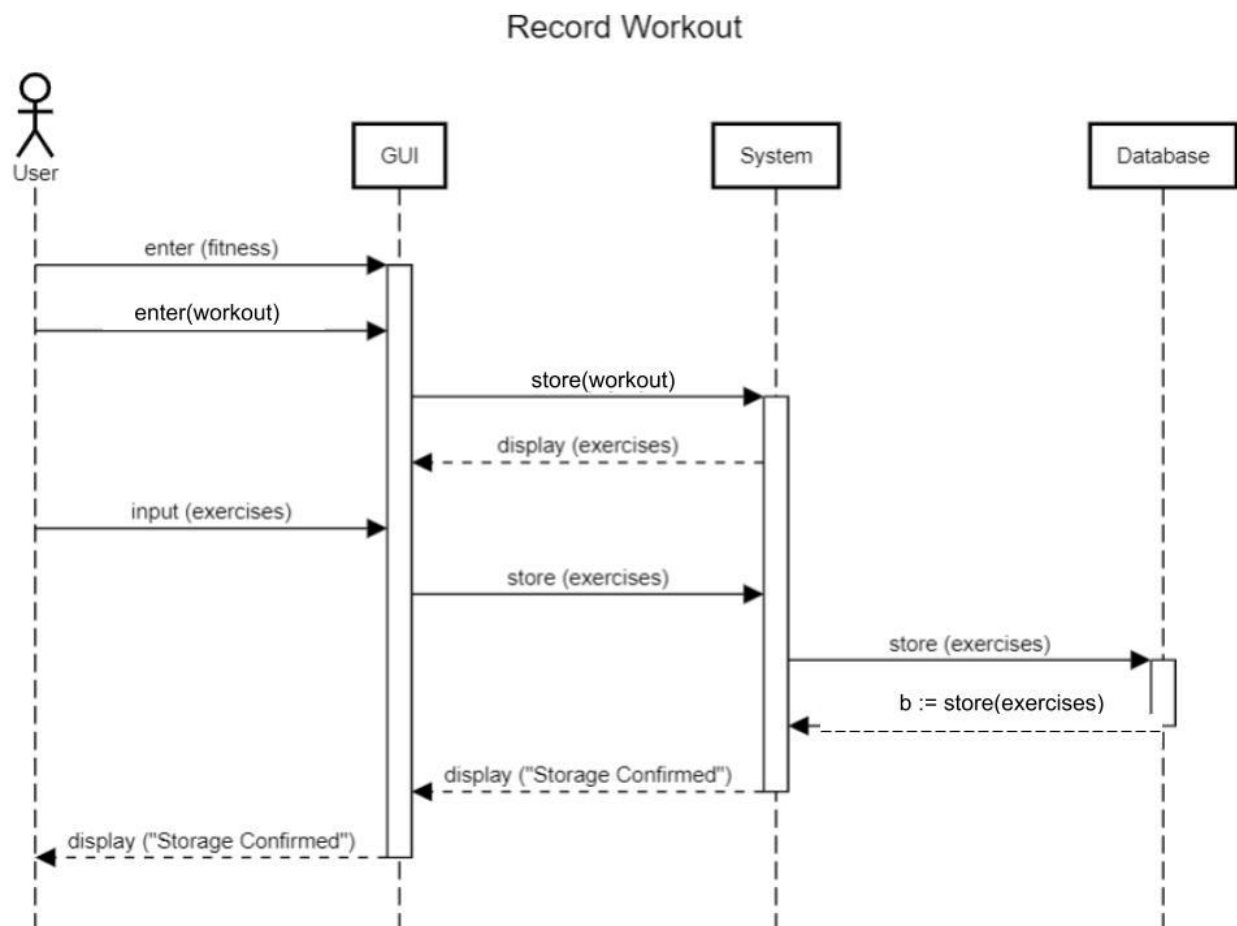 Record Workout
User
GUI
System
Database
enter (fitness)
enter(workout)
store(workout)
display (exercises)
input (exercises)
store (exercises)
store (exercises)
b := store(exercises)
display ("Storage Confirmed")
display ("Storage Confirmed")